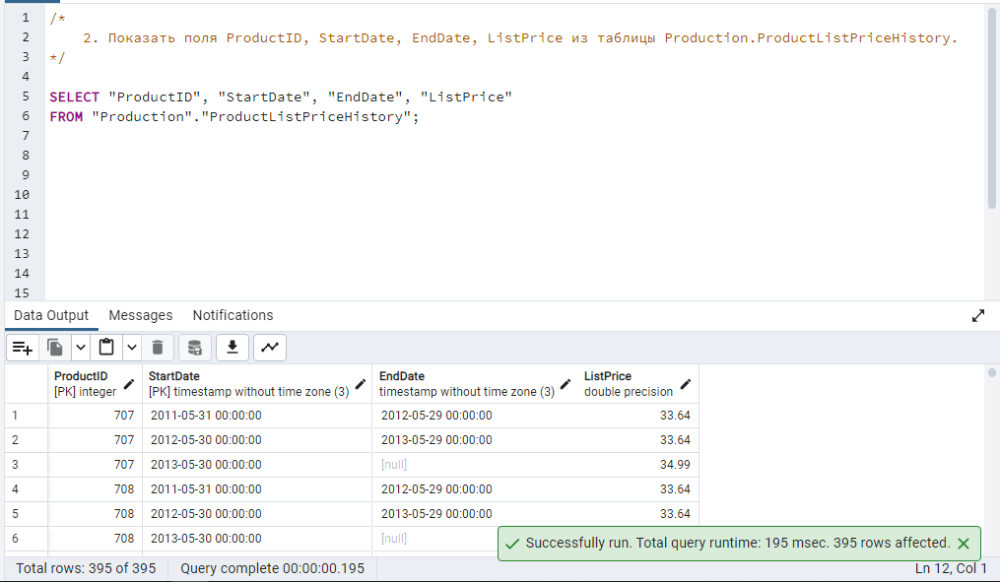 1 /*
2 2. Показать поля ProductID, StartDate, EndDate, ListPrice из таблицы Production.ProductListPriceHistory.
3 */
4
5 SELECT "ProductID", "StartDate", "EndDate", "ListPrice"
6 FROM "Production"."ProductListPriceHistory";
7
8
9
10
11
12
13
14
15
Data Output Messages Notifications
ProductID StartDate EndDate ListPrice
[PK] integer [PK] timestamp without time zone (3) timestamp without time zone (3) double precision
1 707 2011-05-31 00:00:00 2012-05-29 00:00:00 33.64
2 707 2012-05-30 00:00:00 2013-05-29 00:00:00 33.64
3 707 2013-05-30 00:00:00 [null] 34.99
4 708 2011-05-31 00:00:00 2012-05-29 00:00:00 33.64
5 708 2012-05-30 00:00:00 2013-05-29 00:00:00 33.64
6 708 2013-05-30 00:00:00 [null]
Successfully run. Total query runtime: 195 msec. 395 rows affected.
Total rows: 395 of 395 Query complete 00:00:00.195 Ln 12, Col 1